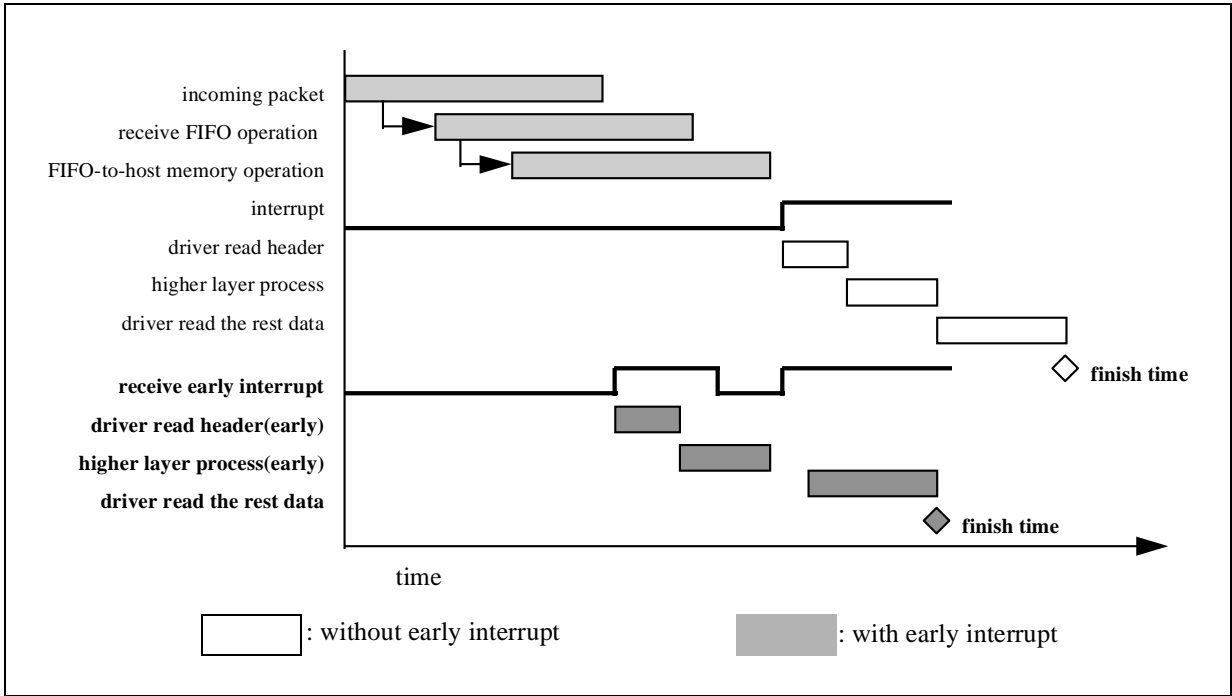 incoming packet
receive FIFO operation
FIFO-to-host memory operation
interrupt
driver read header
higher layer process
driver read the rest data
finish time
receive early interrupt
driver read header(early)
higher layer process(early)
driver read the rest data
finish time
time
: without early interrupt
: with early interrupt